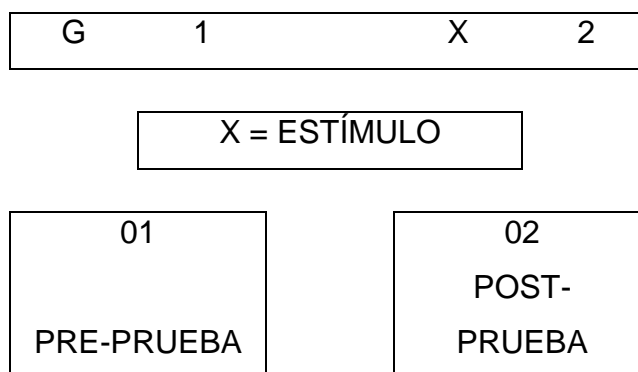 G 1 X 2
X = ESTÍMULO
01
PRE-PRUEBA
02
POST-
PRUEBA